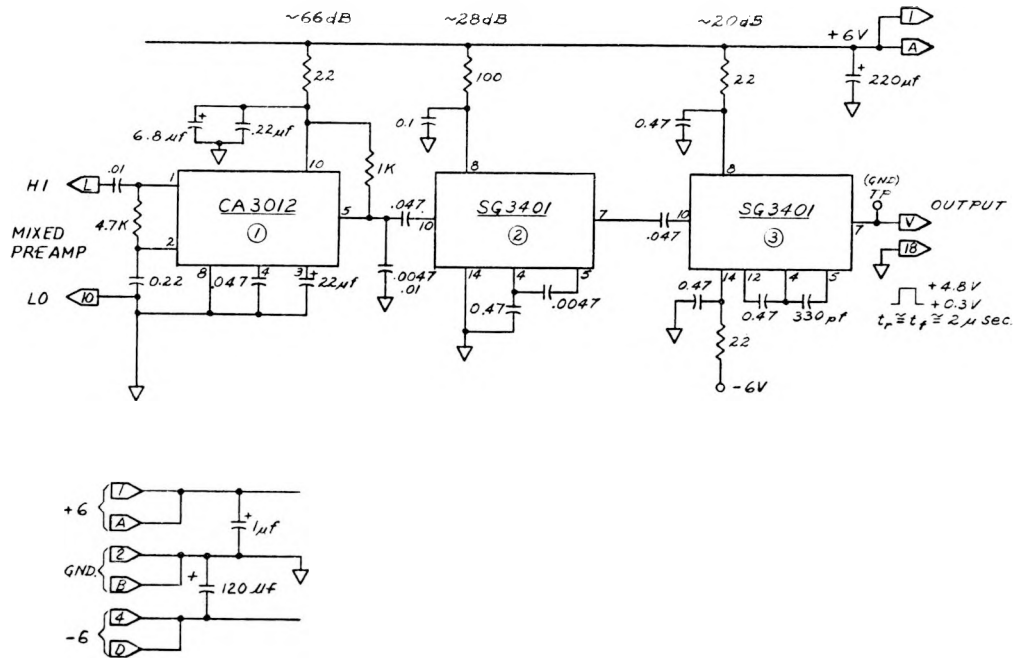 ~66dB ~28dB ~20dB
1
+6V A
22 100 22
220µf
6.8µf .22µf 0.1 0.47
10 1K 8 8
HI L .01 1 CA3012 5 .047 10 SG3401 7 .047 10 SG3401 7 (GND) TP V OUTPUT
4.7K 1 2 3 18
MIXED PREAMP 2
LO 10 0.22 8 .047 4 3 22µf .0047 .01 14 4 5 0.47 .0047 0.47 14 12 4 5 0.47 330pf
+4.8V
+0.3V
tr ≅ tf ≅ 2µsec.
22
-6V
+6 1
A
1µf
GND. 2
B
120µf
-6 4
D